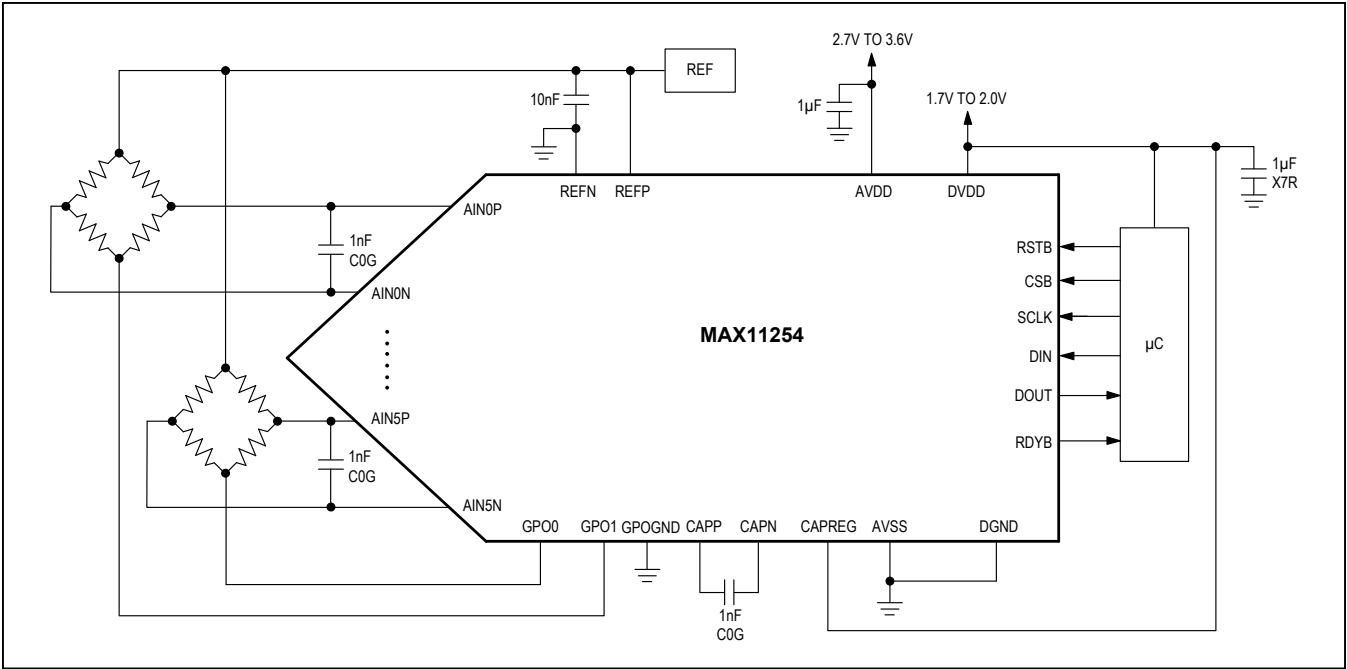 2.7V TO 3.6V
REF
10nF
1µF
1.7V TO 2.0V
1µF
X7R
REFN
REFP
AVDD
DVDD
AIN0P
1nF
C0G
AIN0N
RSTB
CSB
SCLK
DIN
DOUT
RDYB
µC
MAX11254
AIN5P
1nF
C0G
AIN5N
GPO0
GPO1
GPOGND
CAPP
CAPN
CAPREG
AVSS
DGND
1nF
C0G